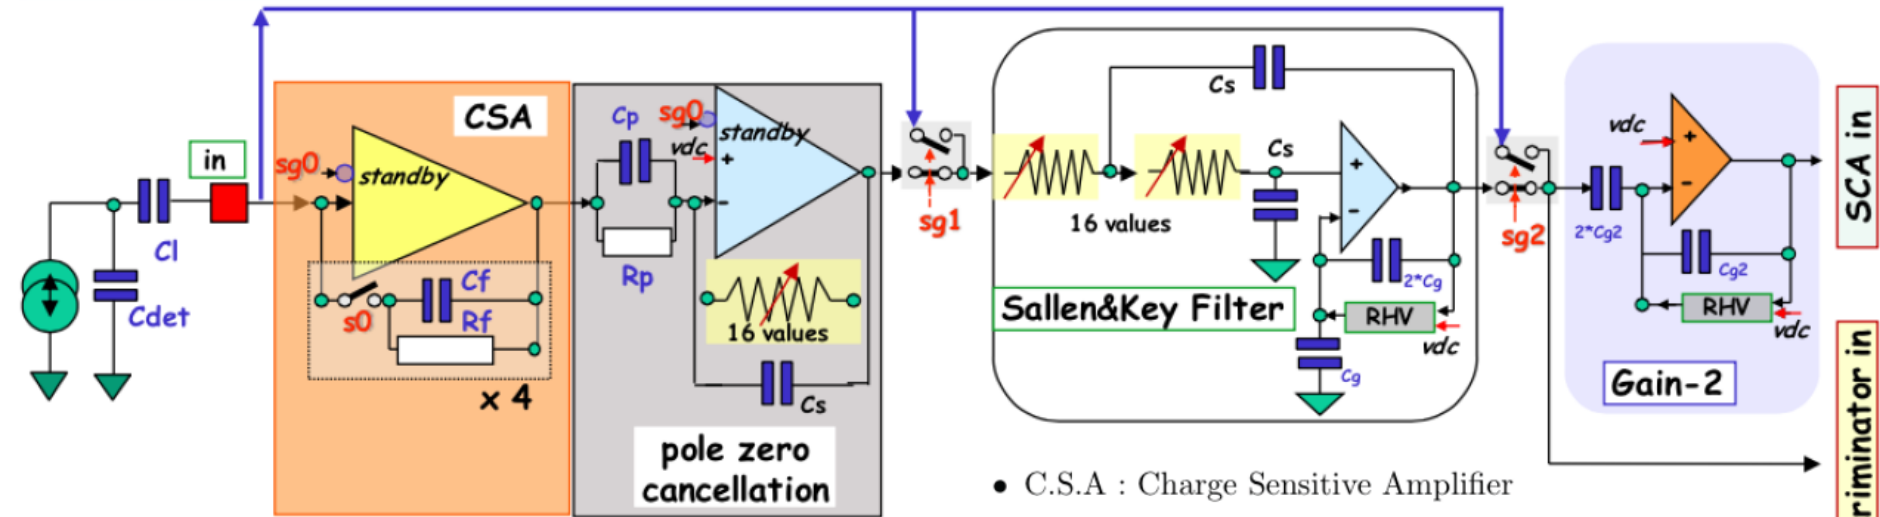 in
Cl
Cdet
CSA
sg0
standby
s0
Cf
Rf
x 4
Cp
sg0
standby
vdc
+
-
Rp
16 values
Cs
pole zero
cancellation
sg1
Cs
Cs
16 values
+
-
2*Cg
RHV
vdc
Cg
Sallen&Key Filter
• C.S.A : Charge Sensitive Amplifier
sg2
2*Cg2
vdc
+
-
Cg2
RHV
vdc
Gain-2
SCA in
riminator in